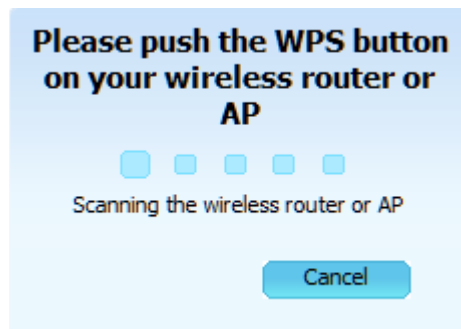 Please push the WPS button
on your wireless router or
AP
Scanning the wireless router or AP
Cancel